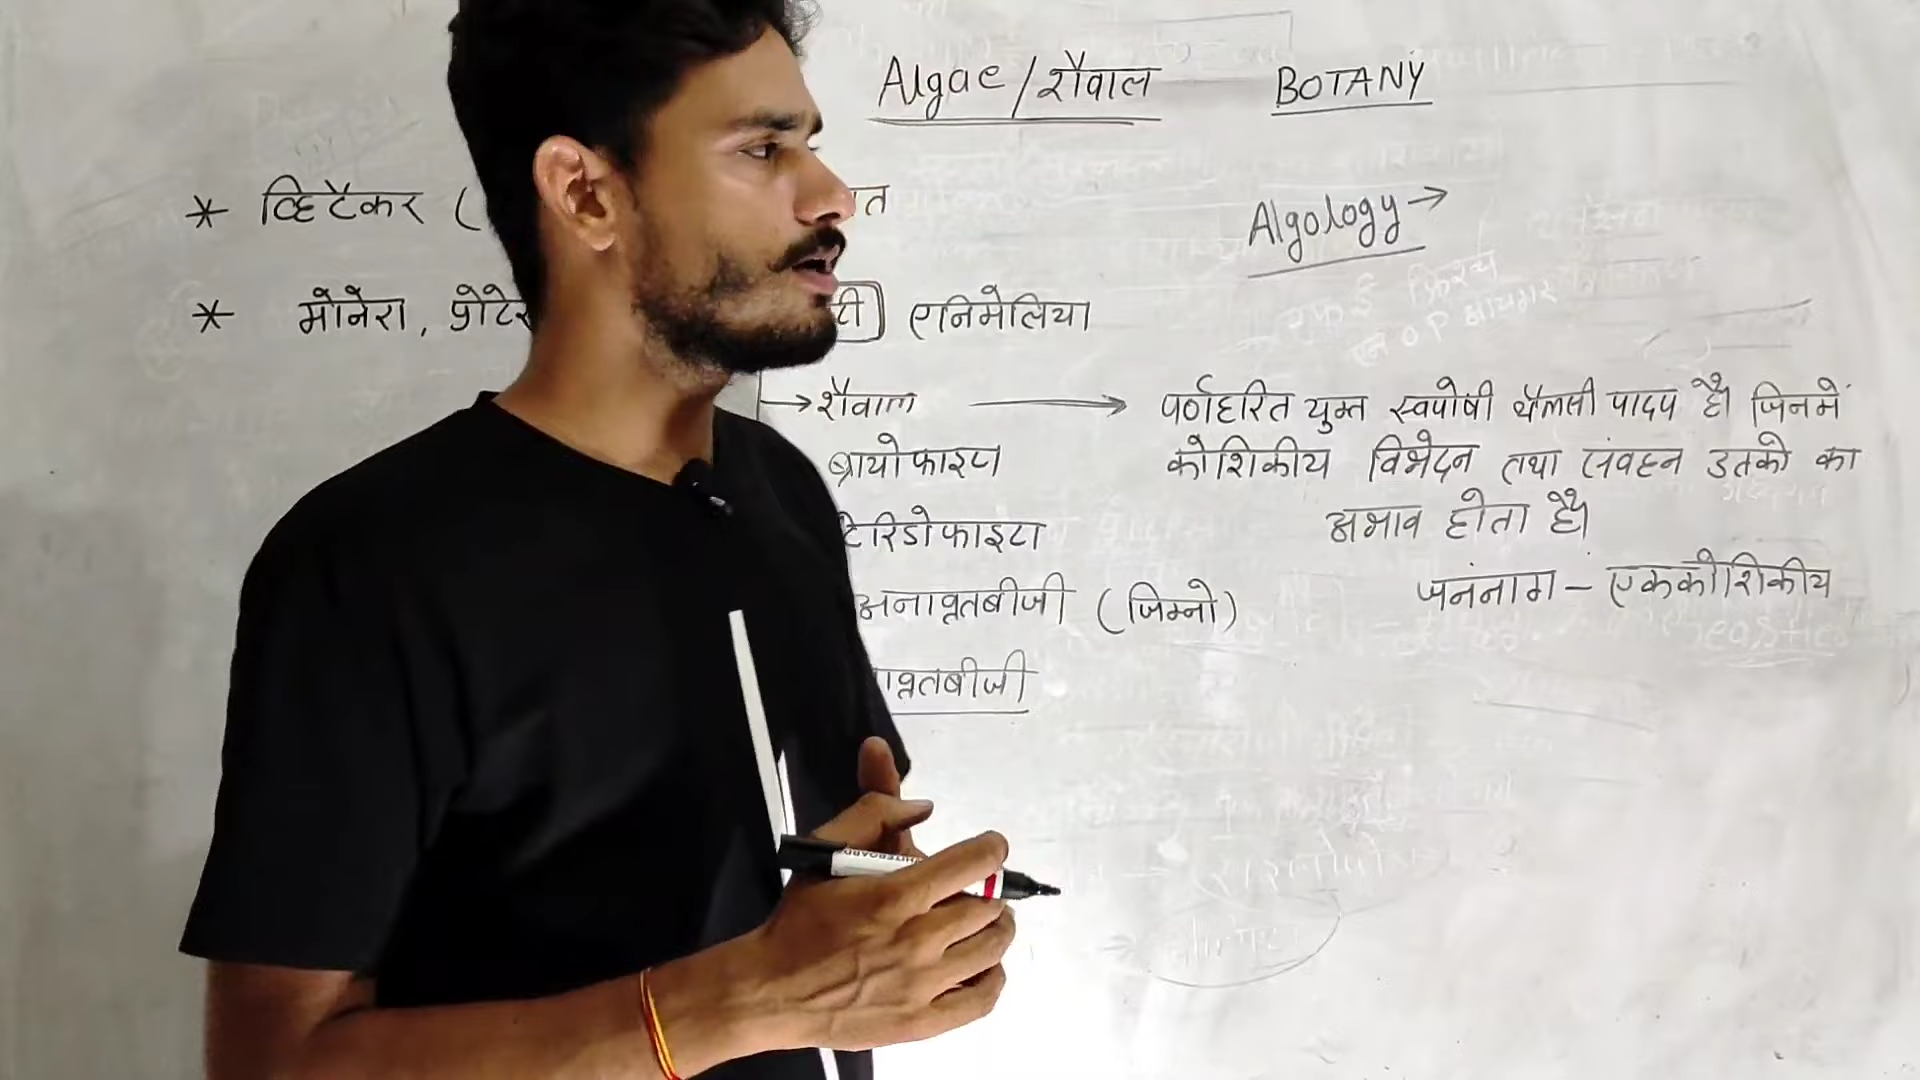 Algae / शैवाल BOTANY
* व्हिटैकर (
Algology →
* मोनेरा, प्रोटि टी एनिमेलिया
→ शैवाल → पर्णहरित युक्त स्वपोषी थैलसी पादप है। जिनमें
ब्रायोफाइटा कोशिकीय विभेदन तथा संवहन उतको का
अभाव होता है।
टेरिडोफाइटा
अनावृतबीजी (जिम्नो) जननांग - एककोशिकीय
ावृतबीजी